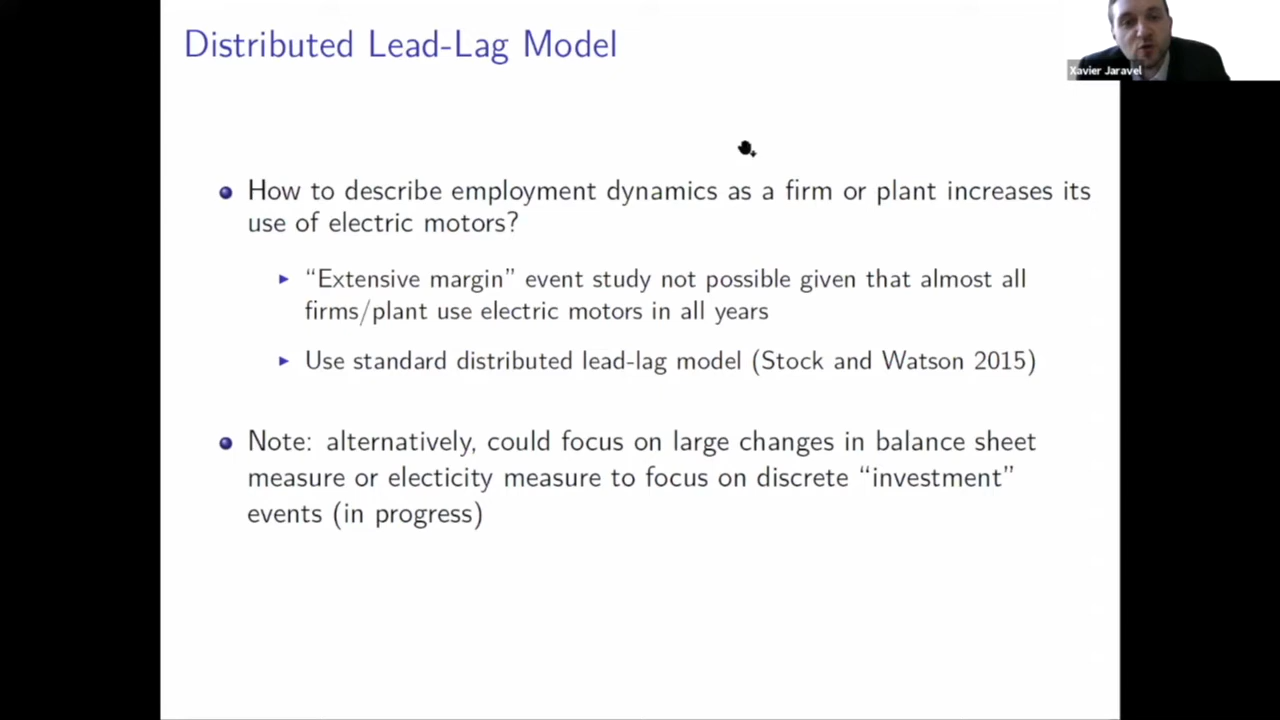 Distributed Lead-Lag Model
Xavier Jaravel
How to describe employment dynamics as a firm or plant increases its
use of electric motors?
“Extensive margin” event study not possible given that almost all
firms/plant use electric motors in all years
Use standard distributed lead-lag model (Stock and Watson 2015)
Note: alternatively, could focus on large changes in balance sheet
measure or electicity measure to focus on discrete “investment”
events (in progress)